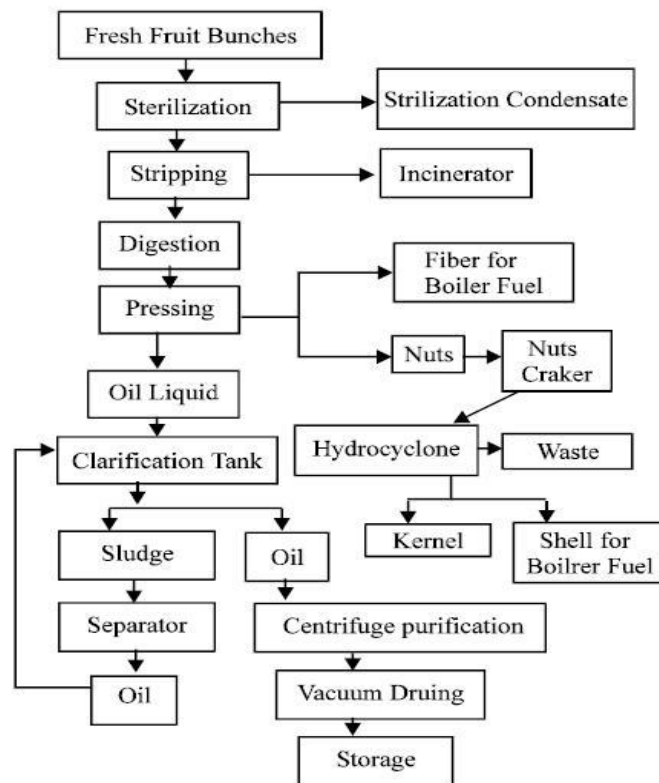 Fresh Fruit Bunches
Sterilization
Strilization Condensate
Stripping
Incinerator
Digestion
Fiber for
Boiler Fuel
Pressing
Nuts
Nuts
Craker
Oil Liquid
Clarification Tank
Hydrocyclone
Waste
Sludge
Oil
Kernel
Shell for
Boilrer Fuel
Separator
Centrifuge purification
Oil
Vacuum Druing
Storage